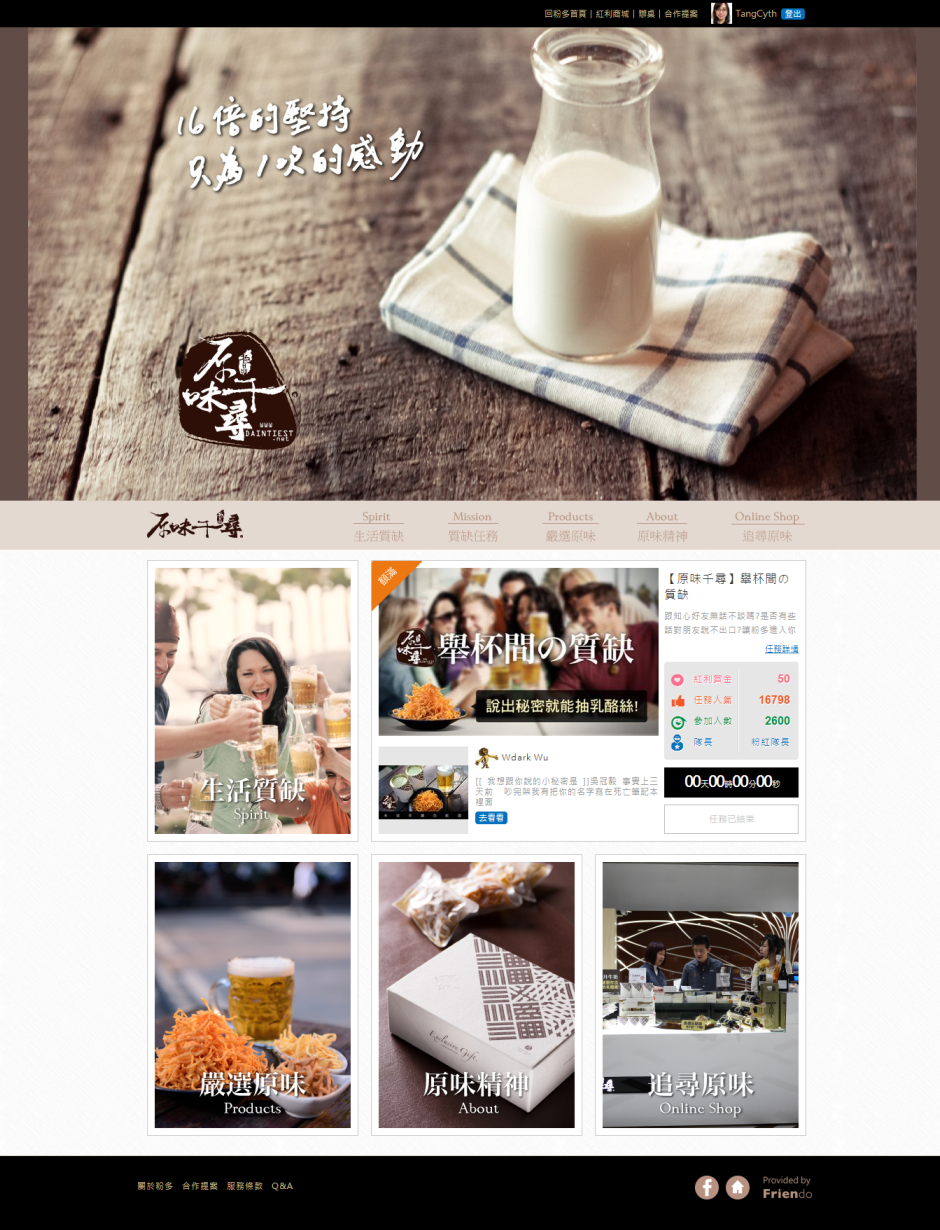 回粉多首頁 | 紅利商城 | 辦桌 | 合作提案 TangCyth 登出
16倍的堅持
只為1次的感動
原味千尋
www
DAINTIEST
.net
原味千尋
Spirit Mission Products About Online Shop
生活質缺 質缺任務 嚴選原味 原味精神 追尋原味
生活質缺
Spirit
額滿
原味千尋
舉杯間の質缺
說出秘密就能抽乳酪絲!
Wdark Wu
[[ 我想跟你說的小秘密是 ]]吳冠毅 事實上三
天前 吵完架我有把你的名字寫在死亡筆記本
裡面
去看看
【原味千尋】舉杯間の
質缺
跟知心好友無話不談嗎?是否有些
話對朋友說不出口?讓粉多擔人你
任務詳情
紅利賞金 50
任務人氣 16798
參加人數 2600
隊長 粉紅隊長
00天00時00分00秒
任務已結束
嚴選原味
Products
Exclusive Gift
原味精神
About
追尋原味
Online Shop
關於粉多 合作提案 服務條款 Q&A
Provided by
Friendo